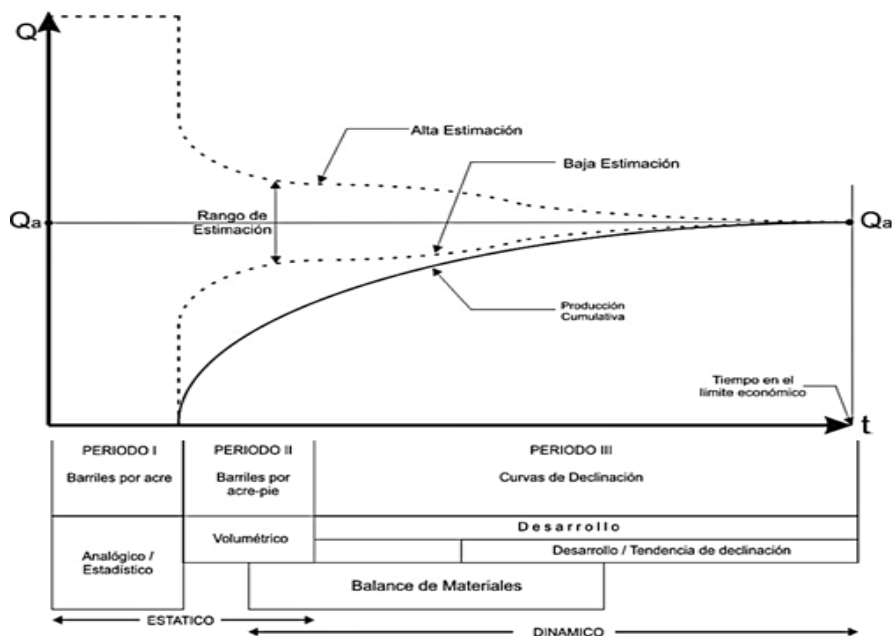 Q
Alta Estimación
Baja Estimación
Rango de
Estimación
Qa
Qa
Producción
Cumulativa
Tiempo en el
límite económico
t
PERIODO I
Barriles por acre
PERIODO II
Barriles por
acre-pie
PERIODO III
Curvas de Declinación
Analógico /
Estadístico
Volumétrico
Desarrollo
Desarrollo / Tendencia de declinación
Balance de Materiales
ESTATICO
DINAMICO